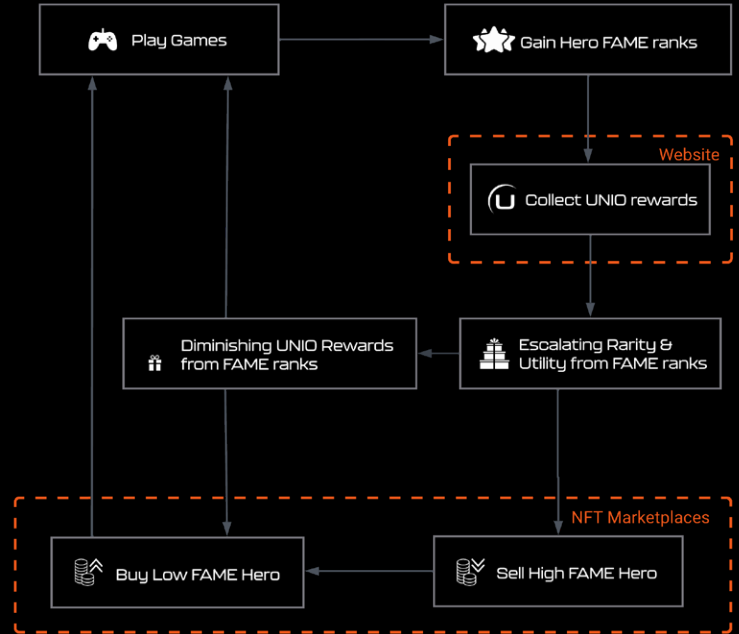 Play Games
Gain Hero FAME ranks
Website
U
Collect UNIO rewards
Diminishing UNIO Rewards
from FAME ranks
Escalating Rarity &
Utility from FAME ranks
NFT Marketplaces
Buy Low FAME Hero
Sell High FAME Hero